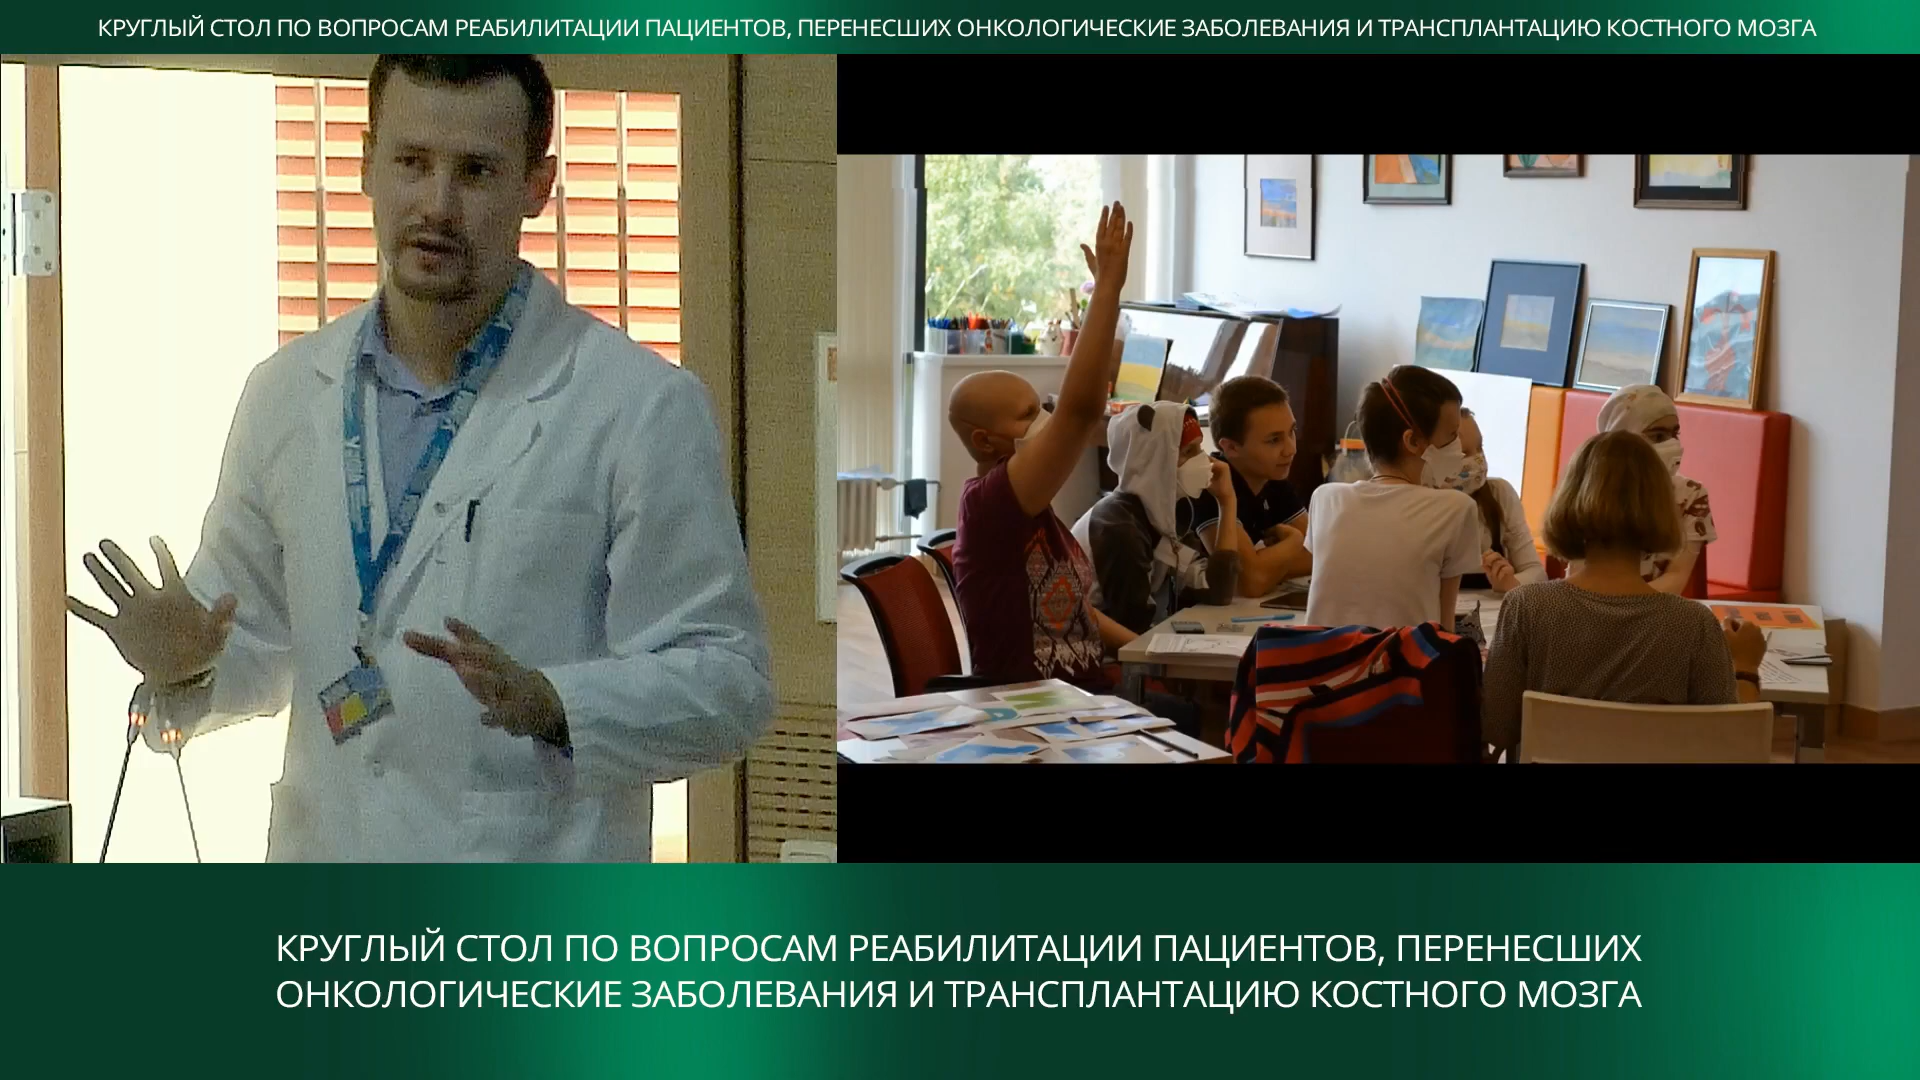 КРУГЛЫЙ СТОЛ ПО ВОПРОСАМ РЕАБИЛИТАЦИИ ПАЦИЕНТОВ, ПЕРЕНЕСШИХ ОНКОЛОГИЧЕСКИЕ ЗАБОЛЕВАНИЯ И ТРАНСПЛАНТАЦИЮ КОСТНОГО МОЗГА
КРУГЛЫЙ СТОЛ ПО ВОПРОСАМ РЕАБИЛИТАЦИИ ПАЦИЕНТОВ, ПЕРЕНЕСШИХ
ОНКОЛОГИЧЕСКИЕ ЗАБОЛЕВАНИЯ И ТРАНСПЛАНТАЦИЮ КОСТНОГО МОЗГА